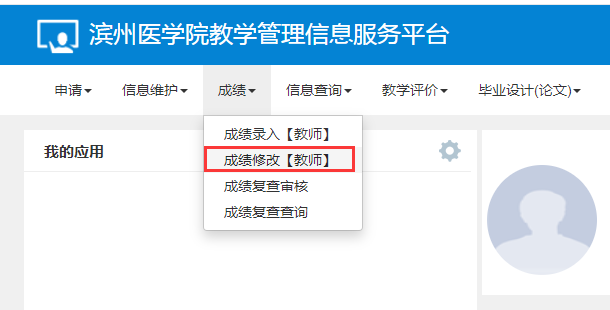 滨州医学院教学管理信息服务平台
申请 信息维护 成绩 信息查询 教学评价 毕业设计(论文)
成绩录入【教师】
我的应用
成绩修改【教师】
成绩复查审核
成绩复查查询